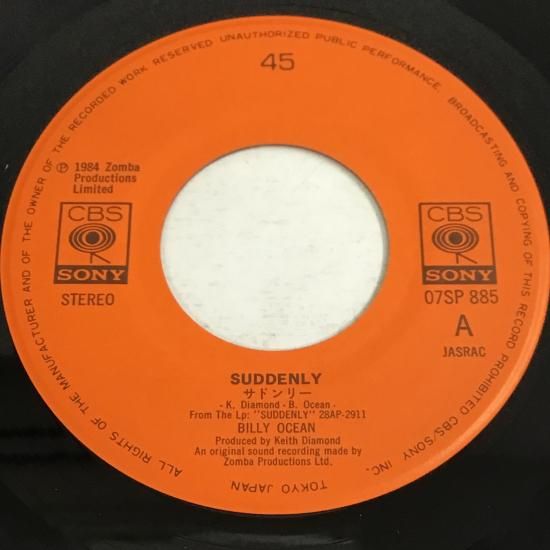 ALL RIGHTS OF THE MANUFACTURER AND OF THE OWNER OF THE RECORDED WORK RESERVED UNAUTHORIZED PUBLIC PERFORMANCE, BROADCASTING AND COPYING OF THIS RECORD PROHIBITED CBS/SONY INC.
TOKYO JAPAN
45
℗ 1984 Zomba
Productions
Limited
CBS
SONY
STEREO
CBS
SONY
07SP 885
A
JASRAC
SUDDENLY
サドンリー
- K. Diamond - B. Ocean -
From The Lp: "SUDDENLY" 28AP-2911
BILLY OCEAN
Produced by Keith Diamond
An original sound recording made by
Zomba Productions Ltd.